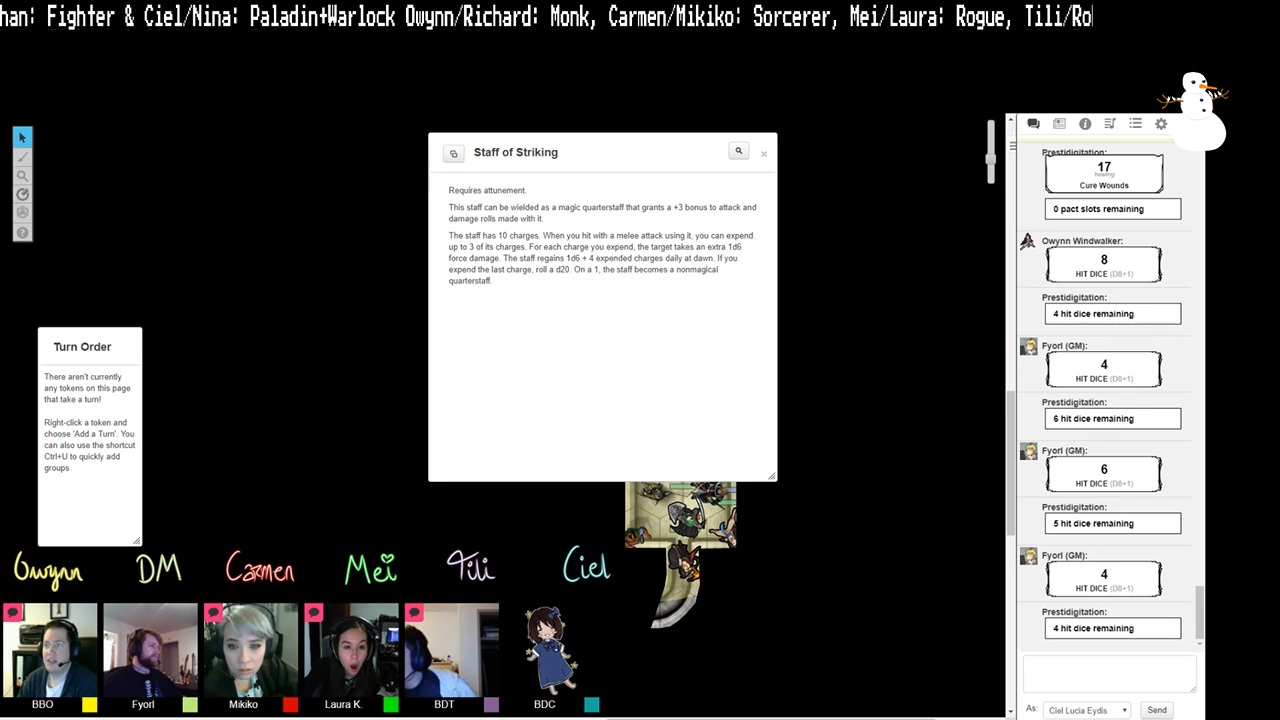 han: Fighter & Ciel/Nina: Paladin+Warlock Owynn/Richard: Monk, Carmen/Mikiko: Sorcerer, Mei/Laura: Rogue, Tili/Ro
Staff of Striking
Requires attunement.
This staff can be wielded as a magic quarterstaff that grants a +3 bonus to attack and
damage rolls made with it.
The staff has 10 charges. When you hit with a melee attack using it, you can expend
up to 3 of its charges. For each charge you expend, the target takes an extra 1d6
force damage. The staff regains 1d6 + 4 expended charges daily at dawn. If you
expend the last charge, roll a d20. On a 1, the staff becomes a nonmagical
quarterstaff.
Turn Order
There aren't currently
any tokens on this page
that take a turn!
Right-click a token and
choose 'Add a Turn'. You
can also use the shortcut
Ctrl+U to quickly add
groups.
Prestidigitation:
17
healing
Cure Wounds
0 pact slots remaining
Owynn Windwalker:
8
HIT DICE (D8+1)
Prestidigitation:
4 hit dice remaining
Fyorl (GM):
4
HIT DICE (D8+1)
Prestidigitation:
6 hit dice remaining
Fyorl (GM):
6
HIT DICE (D8+1)
Prestidigitation:
5 hit dice remaining
Fyorl (GM):
4
HIT DICE (D8+1)
Prestidigitation:
4 hit dice remaining
As: Ciel Lucia Eydis Send
Owynn DM Carmen Mei Tili Ciel
BBO Fyorl Mikiko Laura K. BDT BDC